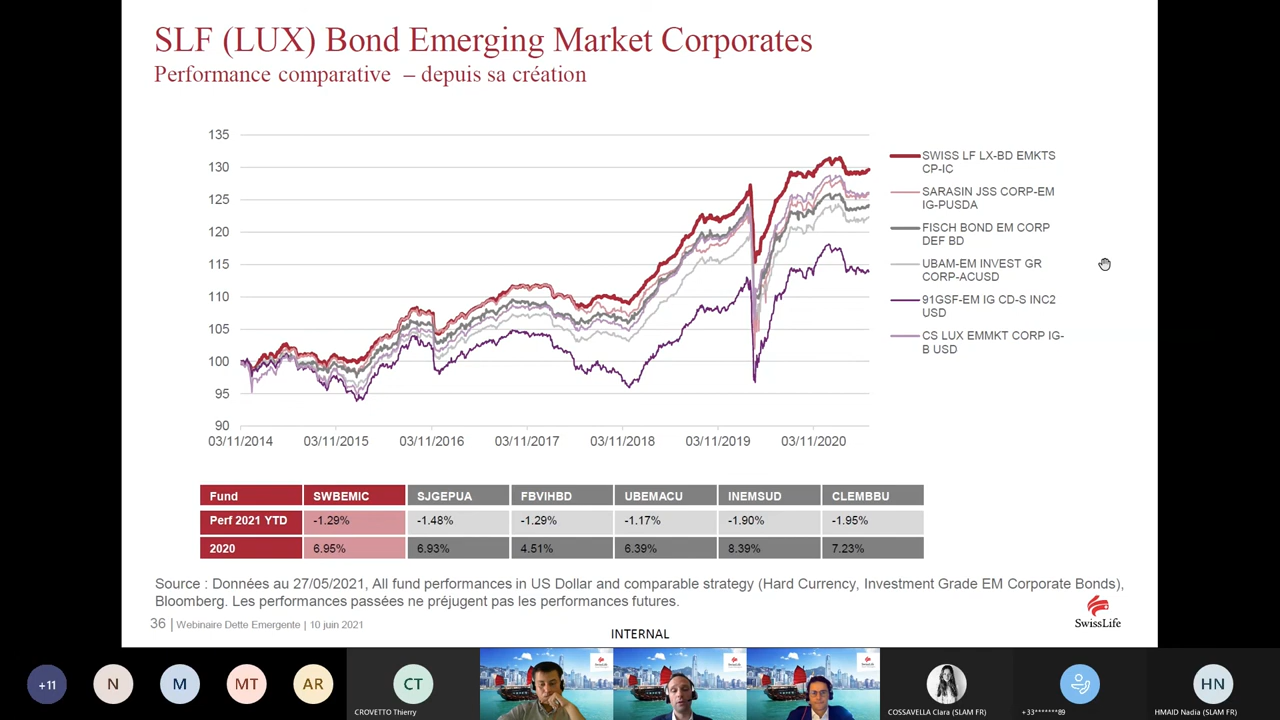 SLF (LUX) Bond Emerging Market Corporates
Performance comparative – depuis sa création
135
130
125
120
115
110
105
100
95
90
03/11/2014 03/11/2015 03/11/2016 03/11/2017 03/11/2018 03/11/2019 03/11/2020
SWISS LF LX-BD EMKTS
CP-IC
SARASIN JSS CORP-EM
IG-PUSDA
FISCH BOND EM CORP
DEF BD
UBAM-EM INVEST GR
CORP-ACUSD
91GSF-EM IG CD-S INC2
USD
CS LUX EMMKT CORP IG-
B USD
Fund SWBEMIC SJGEPUA FBVIHBD UBEMACU INEMSUD CLEMBBU
Perf 2021 YTD -1.29% -1.48% -1.29% -1.17% -1.90% -1.95%
2020 6.95% 6.93% 4.51% 6.39% 8.39% 7.23%
Source : Données au 27/05/2021, All fund performances in US Dollar and comparable strategy (Hard Currency, Investment Grade EM Corporate Bonds),
Bloomberg. Les performances passées ne préjugent pas les performances futures.
36 | Webinaire Dette Emergente | 10 juin 2021
SwissLife
INTERNAL
+11 N M MT AR CT HN
CROVETTO Thierry
COSSAVELLA Clara (SLAM FR)
+33*******89
HMAID Nadia (SLAM FR)